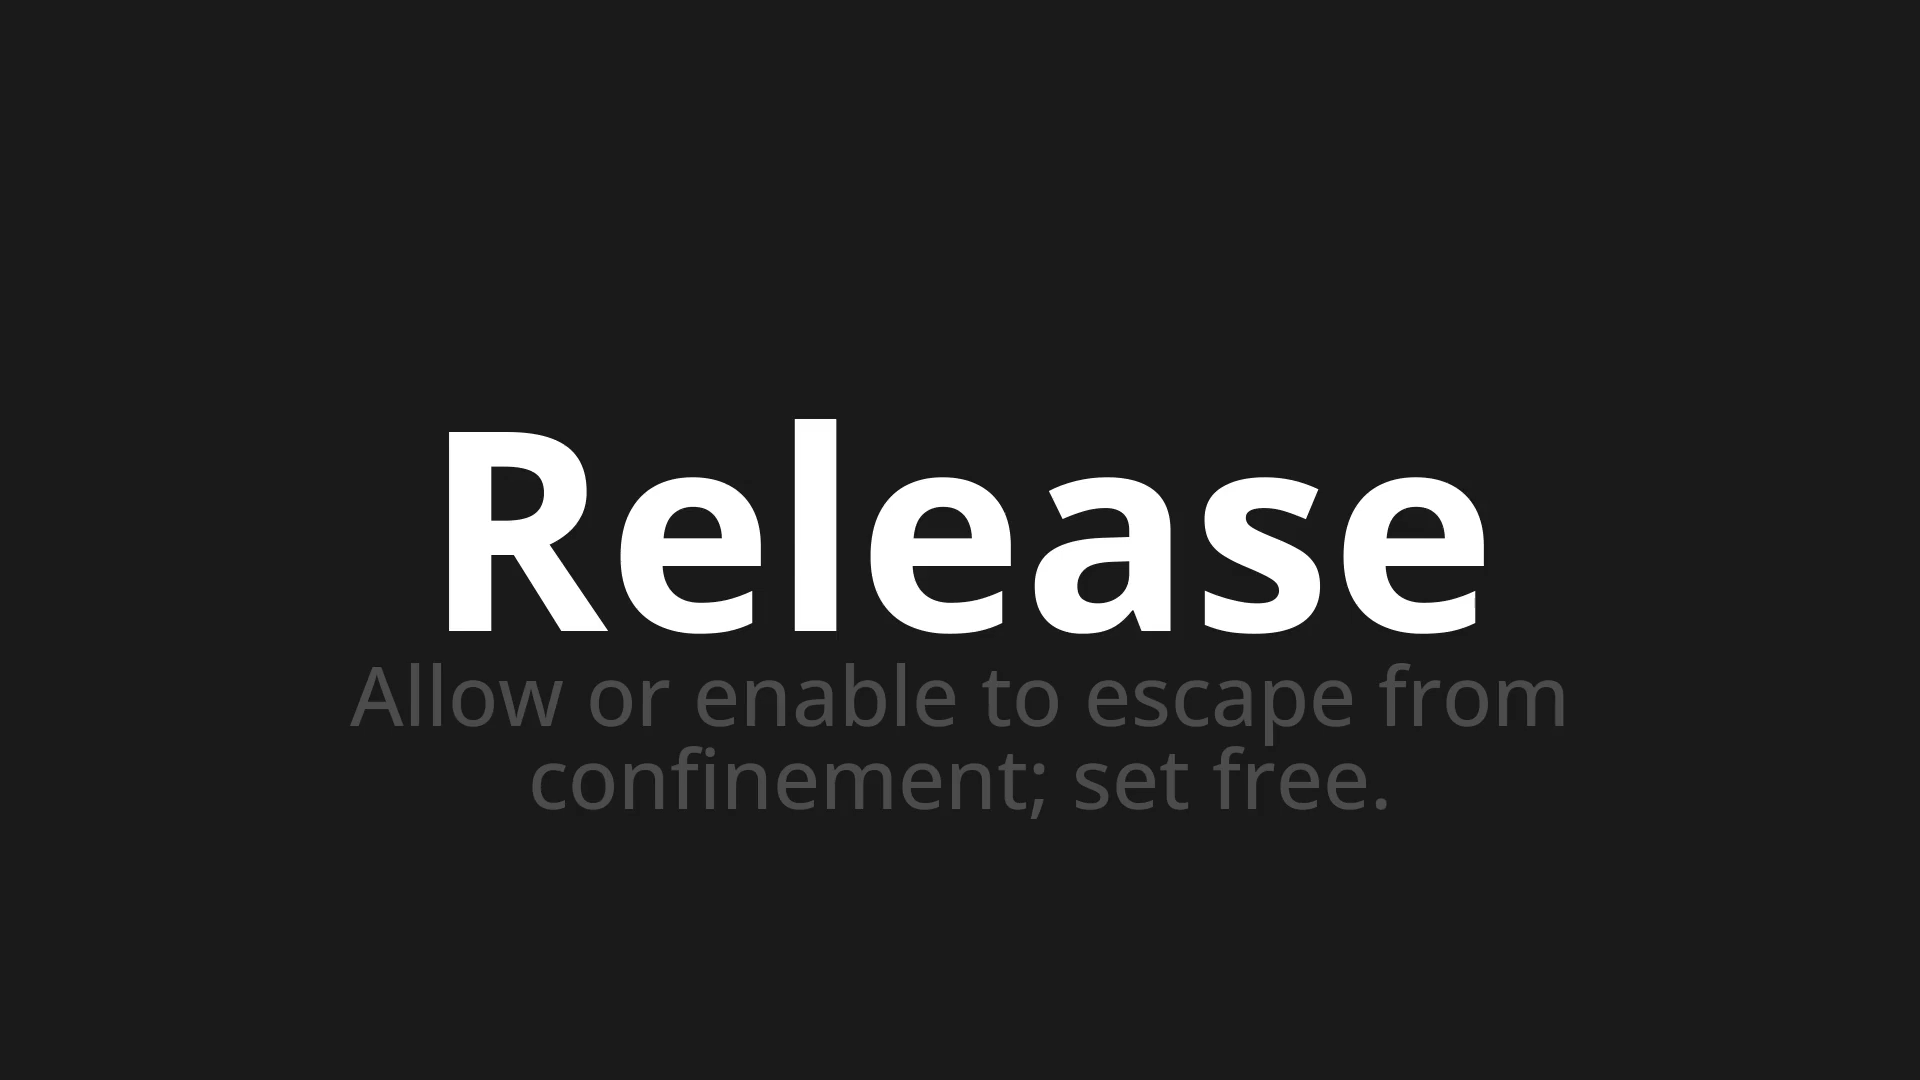 Release
Allow or enable to escape from
confinement; set free.